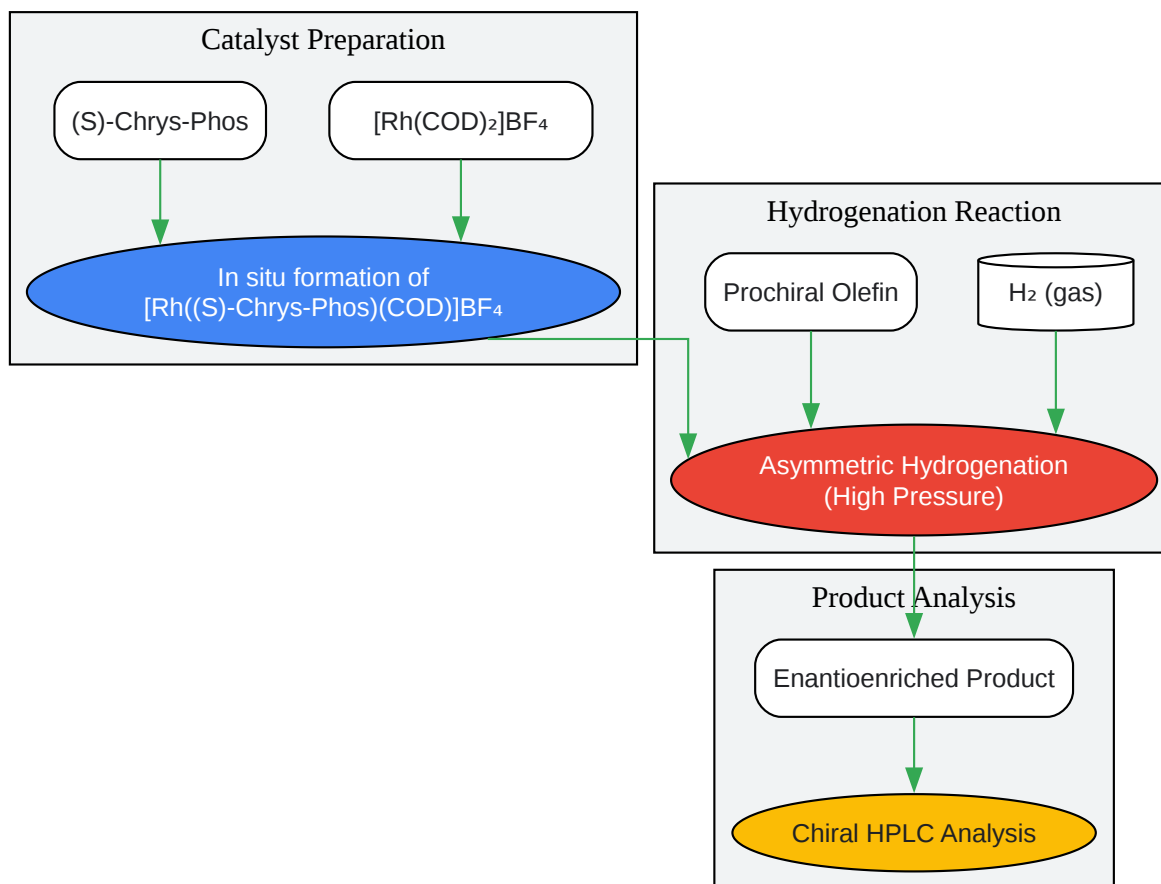 Catalyst Preparation
(S)-Chrys-Phos
[Rh(COD)₂]BF₄
In situ formation of
[Rh((S)-Chrys-Phos)(COD)]BF₄
Hydrogenation Reaction
Prochiral Olefin
H₂ (gas)
Asymmetric Hydrogenation
(High Pressure)
Product Analysis
Enantioenriched Product
Chiral HPLC Analysis